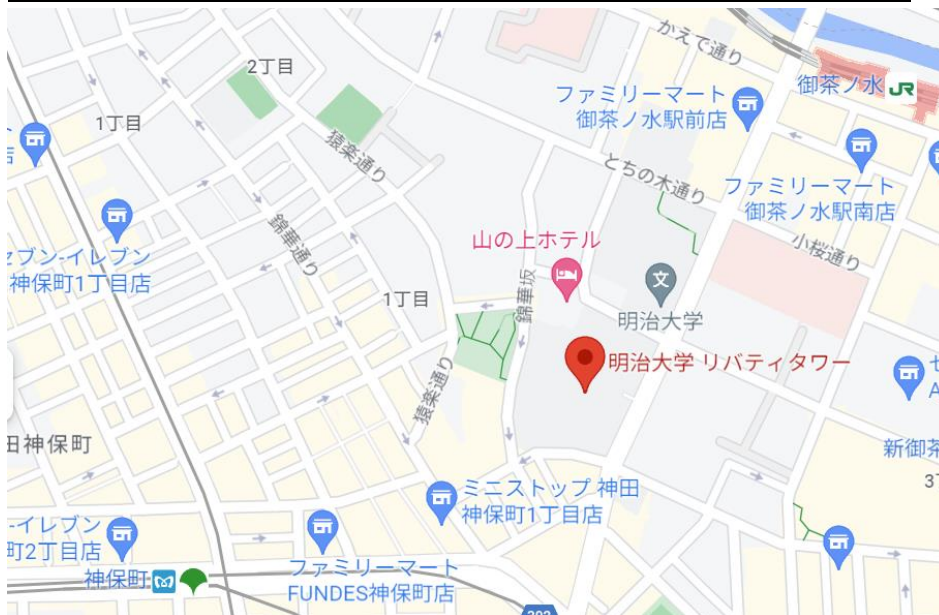 かえで通り
御茶ノ水 JR
2丁目
ファミリーマート
御茶ノ水駅前店
1丁目
店
猿楽通り
とちの木通り
ファミリーマート
御茶ノ水駅南店
錦華通り
山の上ホテル
小桜通り
セブン-イレブン
神保町1丁目店
文
錦華坂
1丁目
明治大学
明治大学 リバティタワー
猿楽通り
田神保町
新御茶
3丁
ミニストップ 神田
神保町1丁目店
-イレブン
町2丁目店
神保町
ファミリーマート
FUNDES神保町店
302